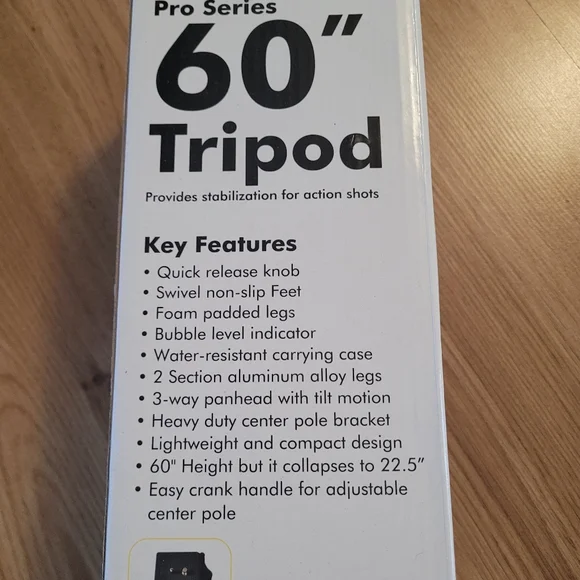 Pro Series
60”
Tripod
Provides stabilization for action shots
Key Features
• Quick release knob
• Swivel non-slip Feet
• Foam padded legs
• Bubble level indicator
• Water-resistant carrying case
• 2 Section aluminum alloy legs
• 3-way panhead with tilt motion
• Heavy duty center pole bracket
• Lightweight and compact design
• 60" Height but it collapses to 22.5”
• Easy crank handle for adjustable
center pole